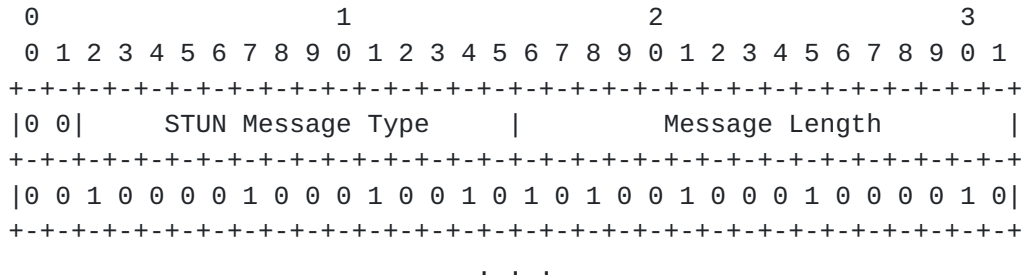 0                   1                   2                   3
0 1 2 3 4 5 6 7 8 9 0 1 2 3 4 5 6 7 8 9 0 1 2 3 4 5 6 7 8 9 0 1
+-+-+-+-+-+-+-+-+-+-+-+-+-+-+-+-+-+-+-+-+-+-+-+-+-+-+-+-+-+-+-+-+
|0 0|     STUN Message Type     |         Message Length        |
+-+-+-+-+-+-+-+-+-+-+-+-+-+-+-+-+-+-+-+-+-+-+-+-+-+-+-+-+-+-+-+-+
|0 0 1 0 0 0 0 1 0 0 0 1 0 0 1 0 1 0 1 0 0 1 0 0 0 1 0 0 0 0 1 0|
+-+-+-+-+-+-+-+-+-+-+-+-+-+-+-+-+-+-+-+-+-+-+-+-+-+-+-+-+-+-+-+-+
. . .